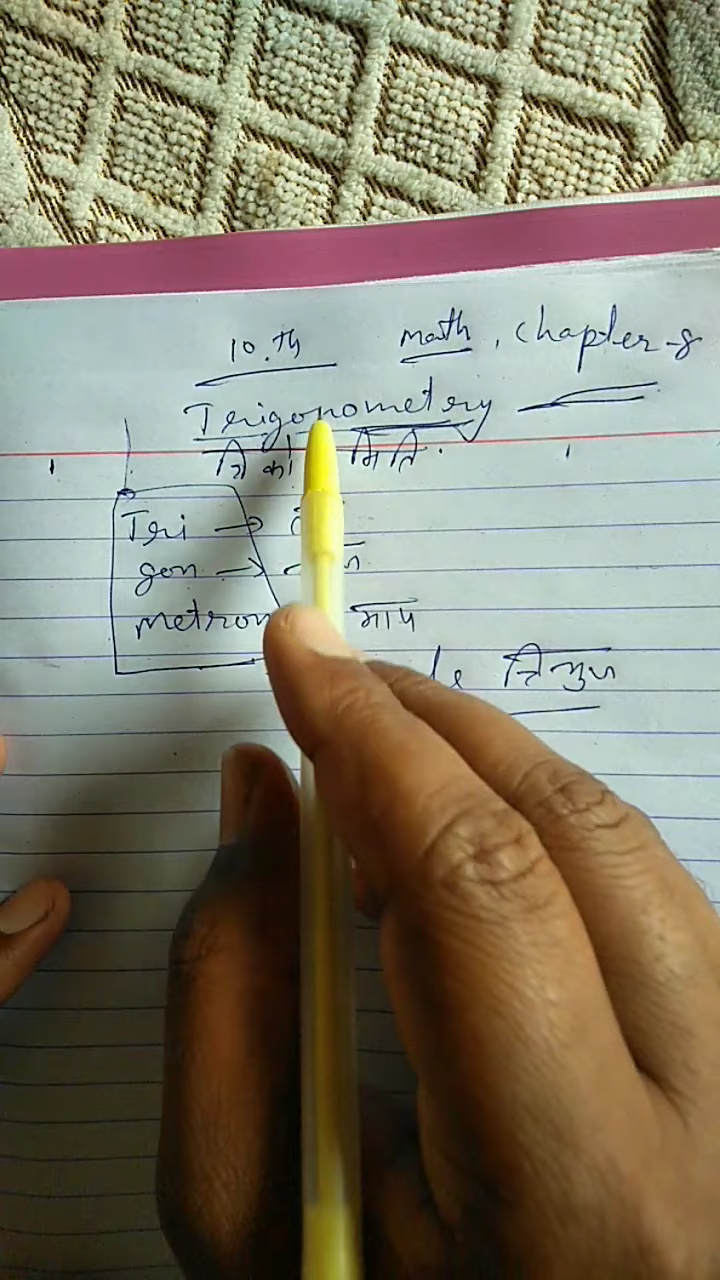 10.th math, chapter-8
Trigonometry
त्रिकोणमिति.
Tri →
gon →
metron माप
त्रिभुज